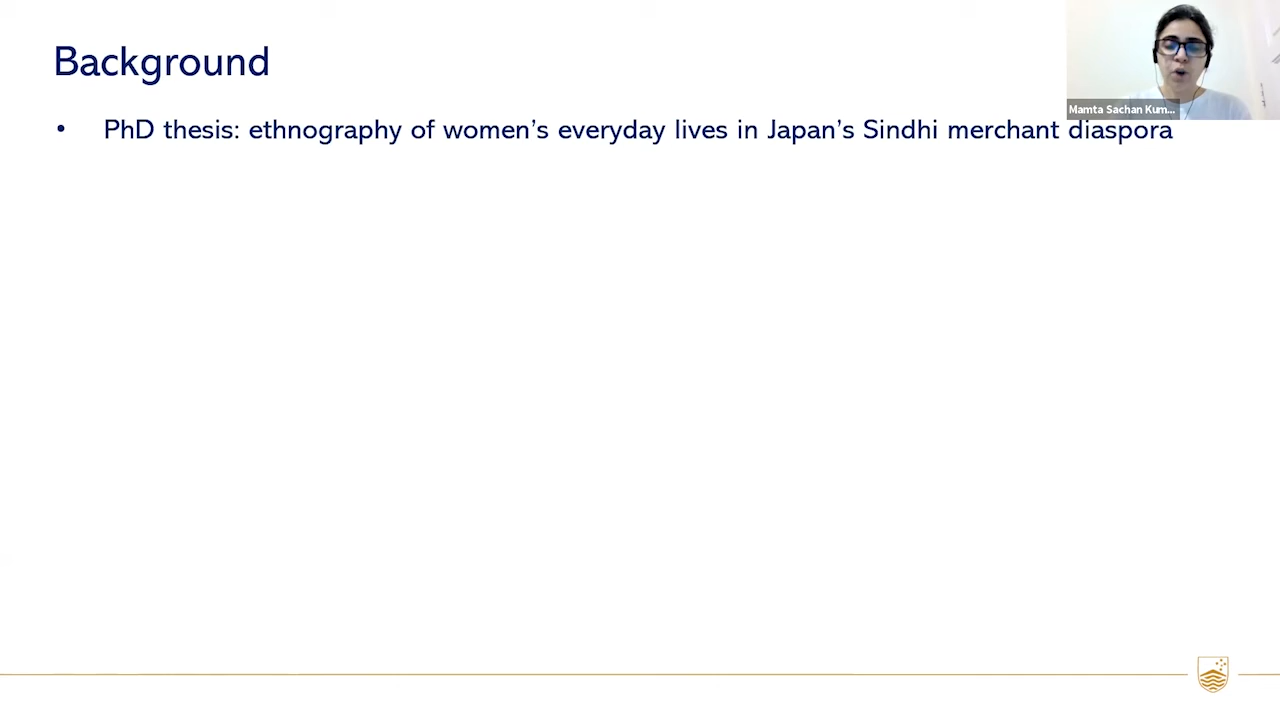 Background
Mamta Sachan Kum...
• PhD thesis: ethnography of women’s everyday lives in Japan’s Sindhi merchant diaspora